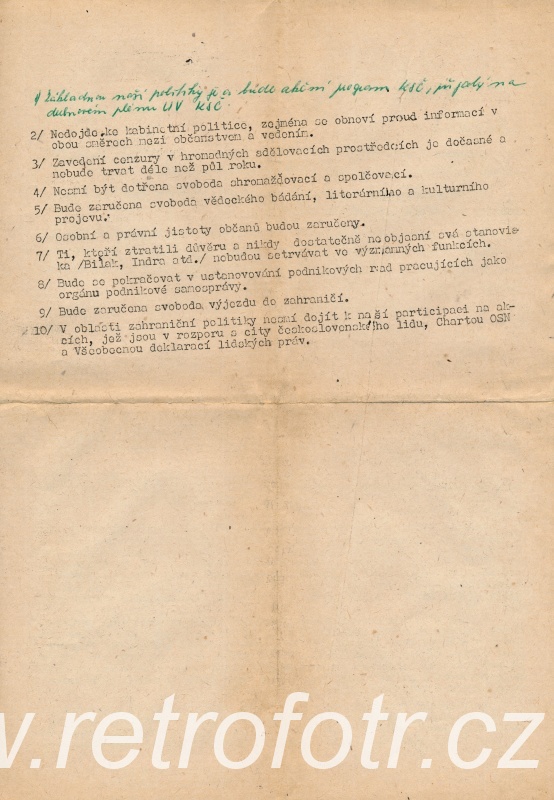 1/ Základnou naší politiky je a bude akční program KSČ, přijatý na
dubnovém plénu ÚV KSČ.
2/ Nedojde ke kabinetní politice, zejména se obnoví proud informací v
obou směrech mezi občanstvem a vedením.
3/ Zavedení cenzury v hromadných sdělovacích prostředcích je dočasné a
nebude trvat déle než půl roku.
4/ Nesmí být dotřena svoboda shromažďovací a spolčovací.
5/ Bude zaručena svoboda vědeckého bádání, literárního a kulturního
projevu.
6/ Osobní a právní jistoty občanů budou zaručeny.
7/ Ti, kteří ztratili důvěru a nikdy dostatečně neobjasní svá stanovis-
ka /Bilak, Indra atd./ nebudou setrvávat ve významných funkcích.
8/ Bude se pokračovat v ustanovování podnikových rad pracujících jako
orgánu podnikové samosprávy.
9/ Bude zaručena svoboda výjezdu do zahraničí.
10/ V oblasti zahraniční politiky nesmí dojít k naší participaci na ak-
cích, jež jsou v rozporu s city československého lidu, Chartou OSN
a Všeobecnou deklarací lidských práv.
w.retrofotr.cz